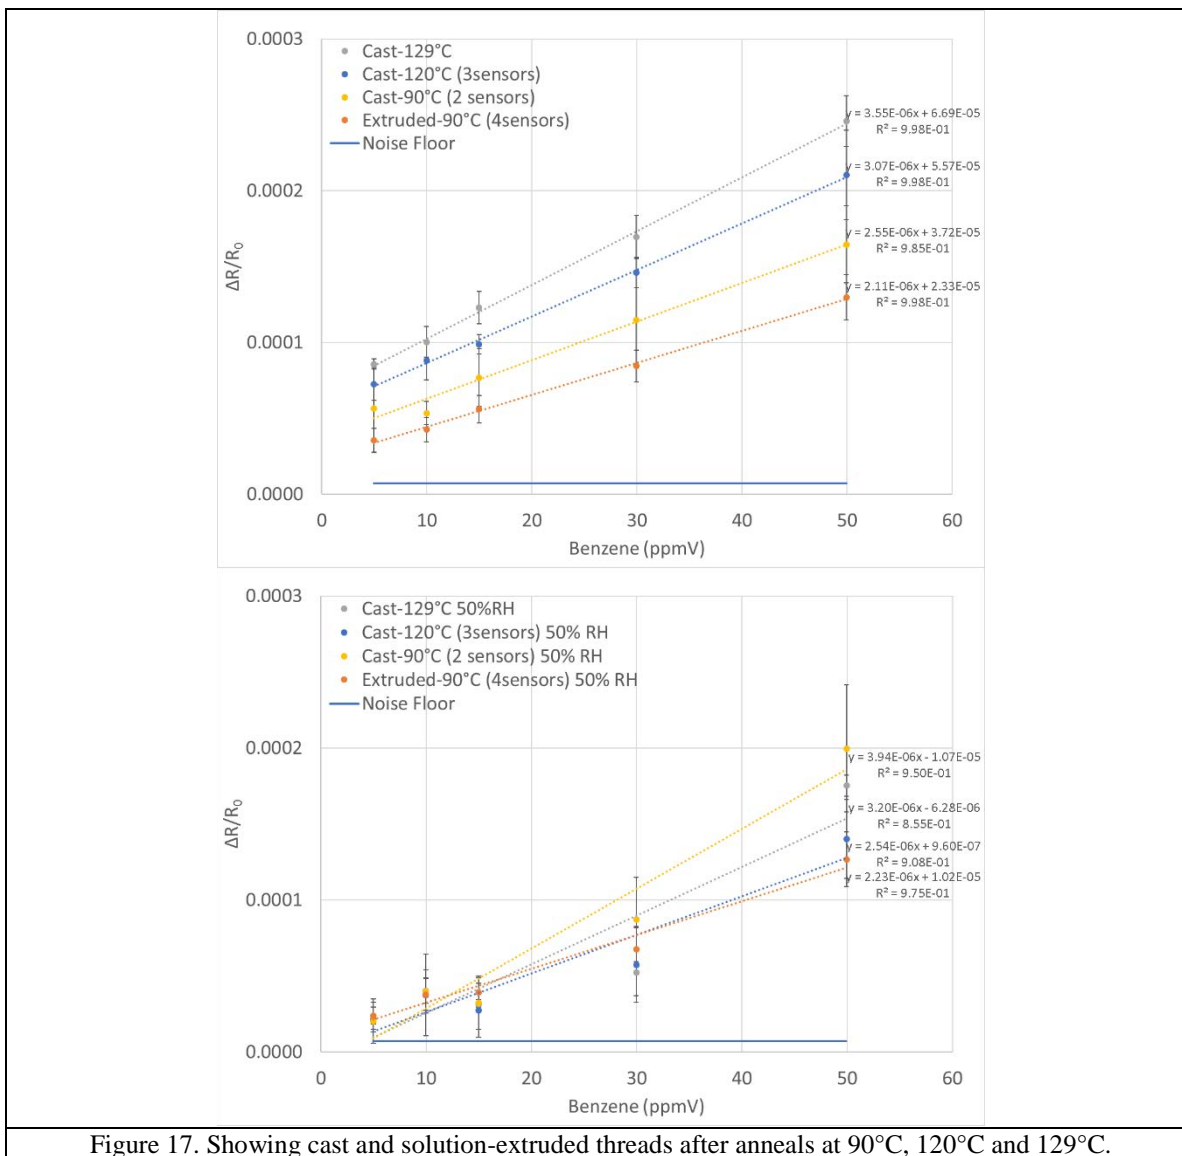 0.0003
Cast-129°C
Cast-120°C (3sensors)
Cast-90°C (2 sensors)
Extruded-90°C (4sensors)
Noise Floor
y = 3.55E-06x + 6.69E-05
R² = 9.98E-01
y = 3.07E-06x + 5.57E-05
R² = 9.98E-01
0.0002
y = 2.55E-06x + 3.72E-05
R² = 9.85E-01
ΔR/R₀
y = 2.11E-06x + 2.33E-05
R² = 9.98E-01
0.0001
0.0000
0 10 20 30 40 50 60
Benzene (ppmV)
0.0003
Cast-129°C 50%RH
Cast-120°C (3sensors) 50% RH
Cast-90°C (2 sensors) 50% RH
Extruded-90°C (4sensors) 50% RH
Noise Floor
0.0002
y = 3.94E-06x - 1.07E-05
R² = 9.50E-01
y = 3.20E-06x - 6.28E-06
R² = 8.55E-01
ΔR/R₀
y = 2.54E-06x + 9.60E-07
R² = 9.08E-01
y = 2.23E-06x + 1.02E-05
R² = 9.75E-01
0.0001
0.0000
0 10 20 30 40 50 60
Benzene (ppmV)
Figure 17. Showing cast and solution-extruded threads after anneals at 90°C, 120°C and 129°C.